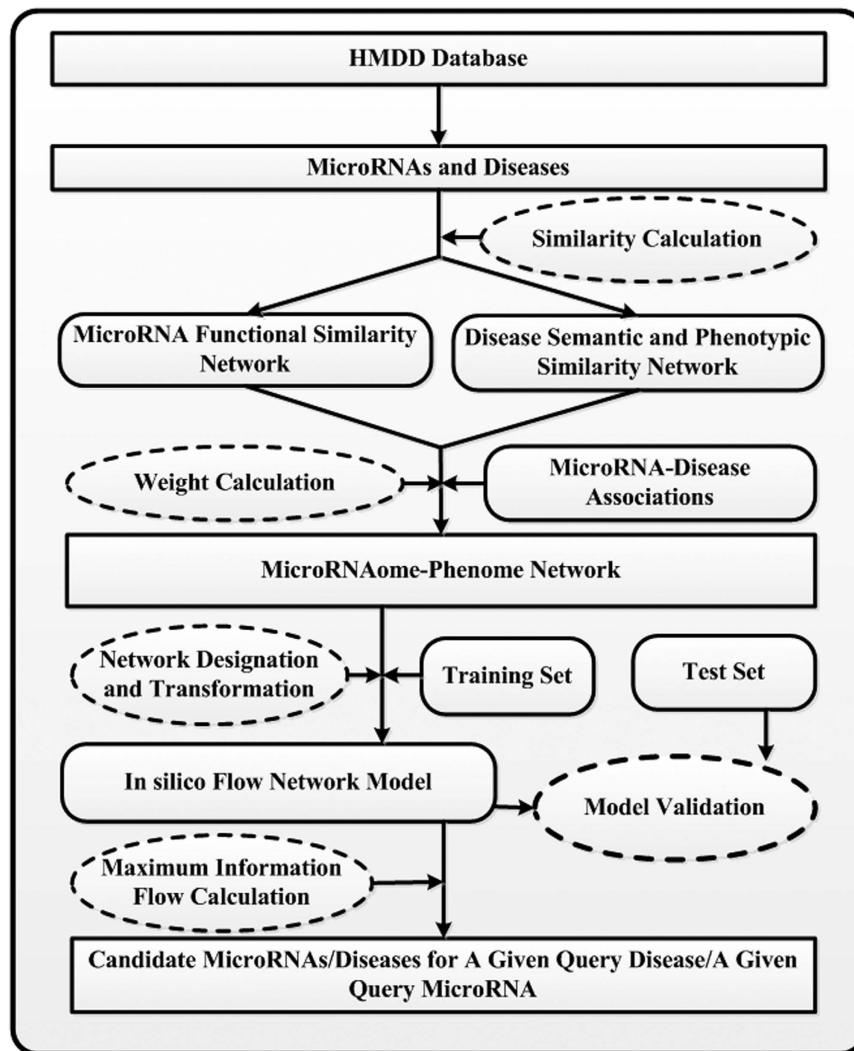 HMDD Database
MicroRNAs and Diseases
Similarity Calculation
MicroRNA Functional Similarity
Network
Disease Semantic and Phenotypic
Similarity Network
Weight Calculation
MicroRNA-Disease
Associations
MicroRNAome-Phenome Network
Network Designation
and Transformation
Training Set
Test Set
In silico Flow Network Model
Model Validation
Maximum Information
Flow Calculation
Candidate MicroRNAs/Diseases for A Given Query Disease/A Given
Query MicroRNA